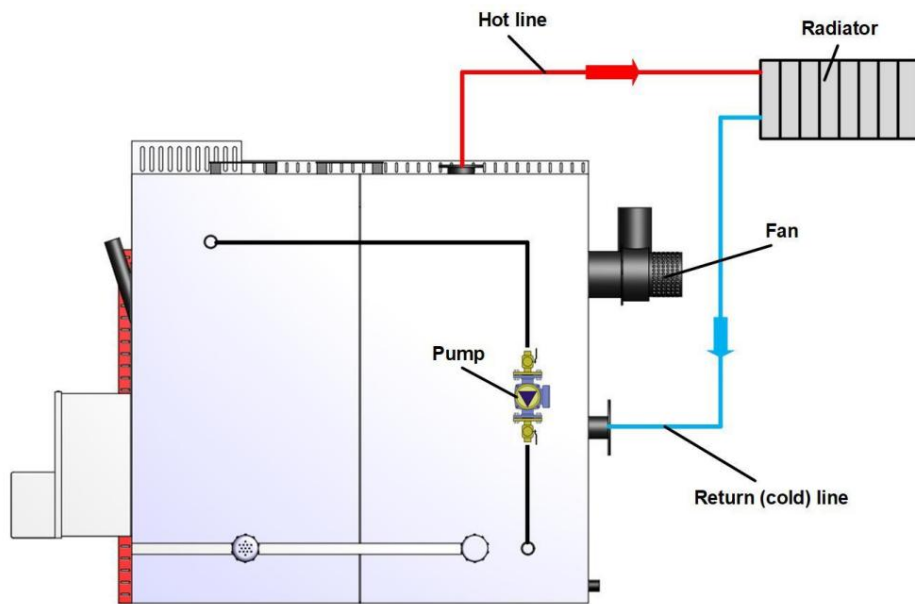 Hot line
Radiator
Fan
Pump
Return (cold) line